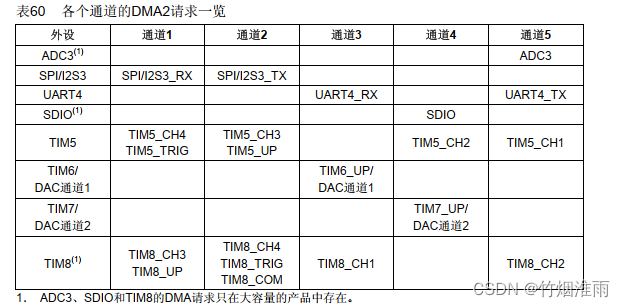 表60 各个通道的DMA2请求一览
外设 通道1 通道2 通道3 通道4 通道5
ADC3(1) ADC3
SPI/I2S3 SPI/I2S3_RX SPI/I2S3_TX
UART4 UART4_RX UART4_TX
SDIO(1) SDIO
TIM5 TIM5_CH4 TIM5_TRIG TIM5_CH3 TIM5_UP TIM5_CH2 TIM5_CH1
TIM6/DAC通道1 TIM6_UP/DAC通道1
TIM7/DAC通道2 TIM7_UP/DAC通道2
TIM8(1) TIM8_CH3 TIM8_UP TIM8_CH4 TIM8_TRIG TIM8_COM TIM8_CH1 TIM8_CH2
1. ADC3、SDIO和TIM8的DMA请求只在大容量的产品中存在。
CSDN @竹烟淮雨